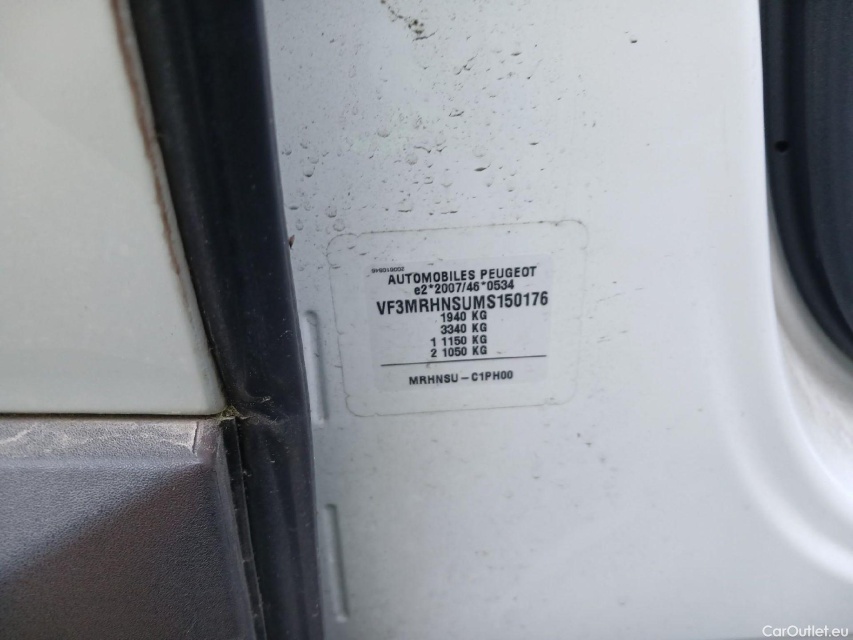 AUTOMOBILES PEUGEOT
e2*2007/46*0534
VF3MRHNSUMS150176
1940 KG
3340 KG
1 1150 KG
2 1050 KG
MRHNSU-C1PH00
CarOutlet.eu